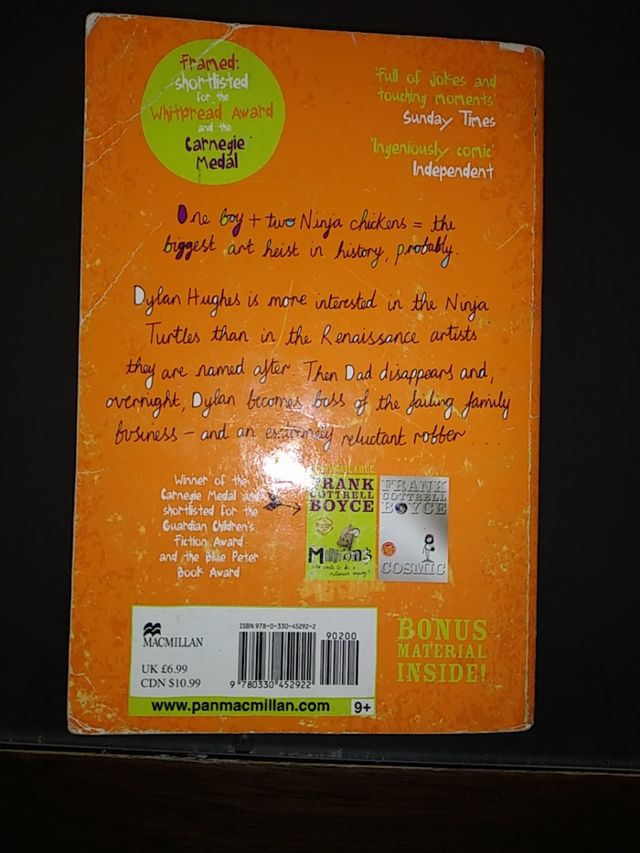 Framed:
shortlisted
for the
Whitbread Award
and the
Carnegie
Medal
'Full of jokes and
touching moments'
Sunday Times
'Ingeniously comic'
Independent
One boy + two Ninja chickens = the
biggest art heist in history, probably.
Dylan Hughes is more interested in the Ninja
Turtles than in the Renaissance artists
they are named after. Then Dad disappears and,
overnight, Dylan becomes boss of the failing family
business – and an extremely reluctant robber ...
Winner of the
Carnegie Medal and
shortlisted for the
Guardian Children's
Fiction Award
and the Blue Peter
Book Award
AVAILABLE
FRANK
COTTRELL
BOYCE
Millions
FRANK
COTTRELL
BOYCE
COSMIC
MACMILLAN
UK £6.99
CDN $10.99
ISBN 978-0-330-45292-2
90200
9 780330 452922
www.panmacmillan.com
9+
BONUS
MATERIAL
INSIDE!